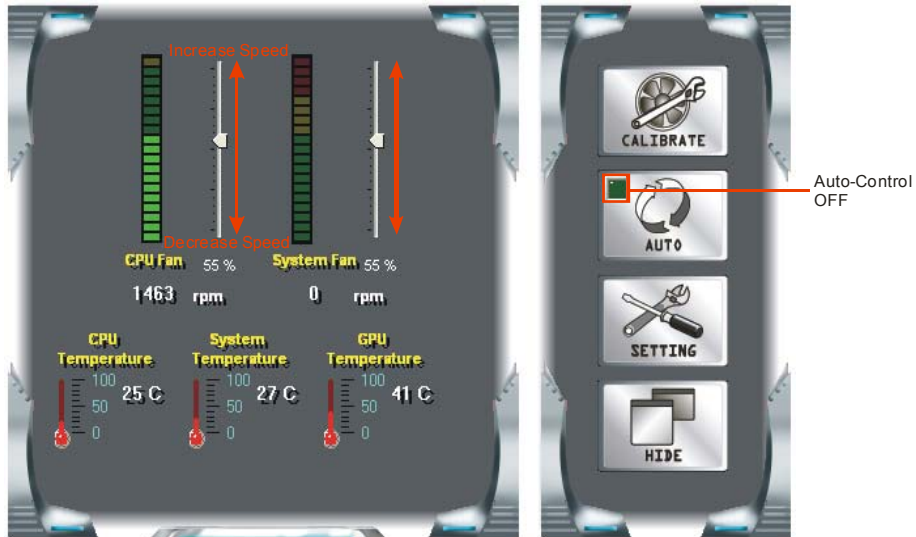 Increase Speed
Decrease Speed
CPU Fan 55 %
System Fan 55 %
1463 rpm
0 rpm
CPU
Temperature
100
50
0
25 C
System
Temperature
100
50
0
27 C
GPU
Temperature
100
50
0
41 C
CALIBRATE
AUTO
SETTING
HIDE
Auto-Control
OFF